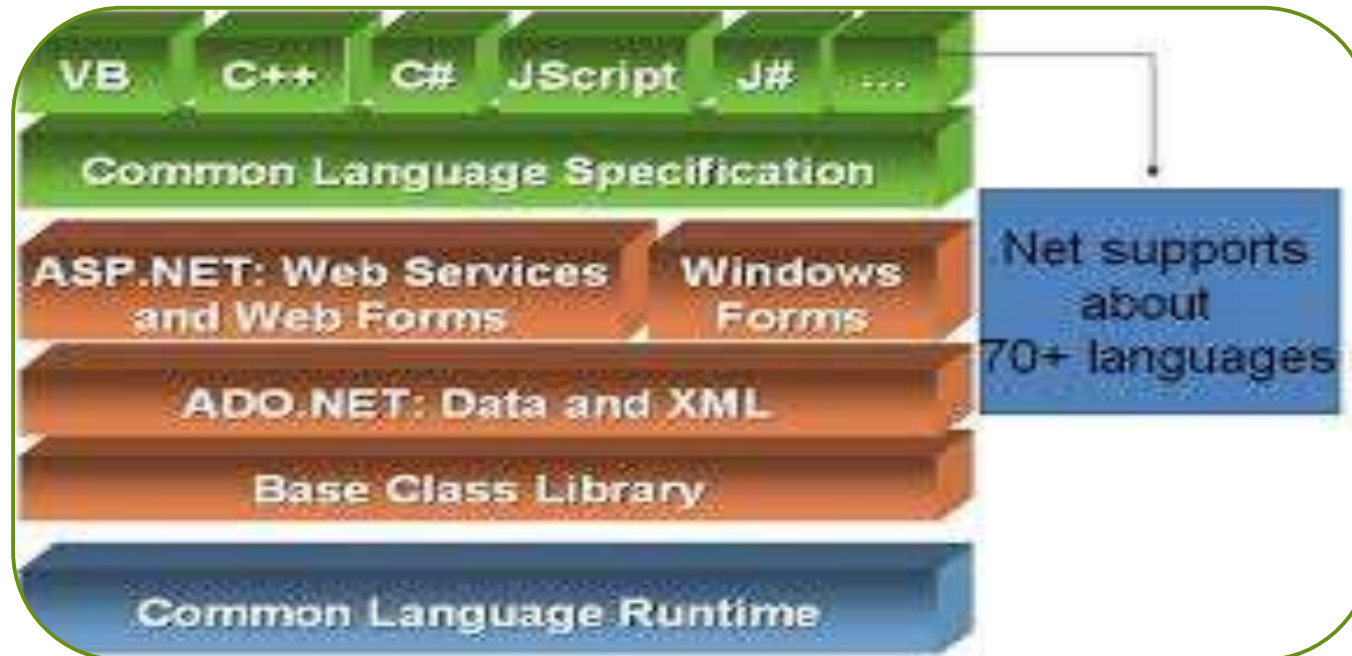 VB C++ C# JScript J# ...
Common Language Specification
ASP.NET: Web Services
and Web Forms
Windows
Forms
ADO.NET: Data and XML
Base Class Library
Common Language Runtime
Net supports
about
70+ languages